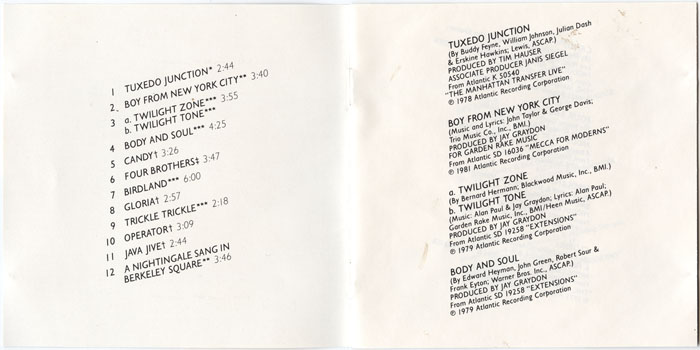 1 TUXEDO JUNCTION* 2:44
2. BOY FROM NEW YORK CITY** 3:40
3 a. TWILIGHT ZONE*** 3:55
b. TWILIGHT TONE***
4 BODY AND SOUL*** 4:25
5 CANDY† 3:26
6 FOUR BROTHERS‡ 3:47
7 BIRDLAND*** 6:00
8 GLORIA† 2:57
9 TRICKLE TRICKLE*** 2:18
10 OPERATOR† 3:09
11 JAVA JIVE† 2:44
12 A NIGHTINGALE SANG IN
BERKELEY SQUARE** 3:46
TUXEDO JUNCTION
(By Buddy Feyne, William Johnson, Julian Dash
& Erskine Hawkins; Lewis, ASCAP.)
PRODUCED BY TIM HAUSER
ASSOCIATE PRODUCER JANIS SIEGEL
From Atlantic K 50540
"THE MANHATTAN TRANSFER LIVE"
℗ 1978 Atlantic Recording Corporation
BOY FROM NEW YORK CITY
(Music and Lyrics: John Taylor & George Davis;
Trio Music Co., Inc., BMI.)
PRODUCED BY JAY GRAYDON
FOR GARDEN RAKE MUSIC
From Atlantic SD 16036 "MECCA FOR MODERNS"
℗ 1981 Atlantic Recording Corporation
a. TWILIGHT ZONE
(By Bernard Hermann; Blackwood Music, Inc., BMI.)
b. TWILIGHT TONE
(Music: Alan Paul & Jay Graydon; Lyrics: Alan Paul;
Garden Rake Music, Inc., BMI/Heen Music, ASCAP.)
PRODUCED BY JAY GRAYDON
From Atlantic SD 19258 "EXTENSIONS"
℗ 1979 Atlantic Recording Corporation
BODY AND SOUL
(By Edward Heyman, John Green, Robert Sour &
Frank Eyton; Warner Bros. Inc., ASCAP.)
PRODUCED BY JAY GRAYDON
From Atlantic SD 19258 "EXTENSIONS"
℗ 1979 Atlantic Recording Corporation